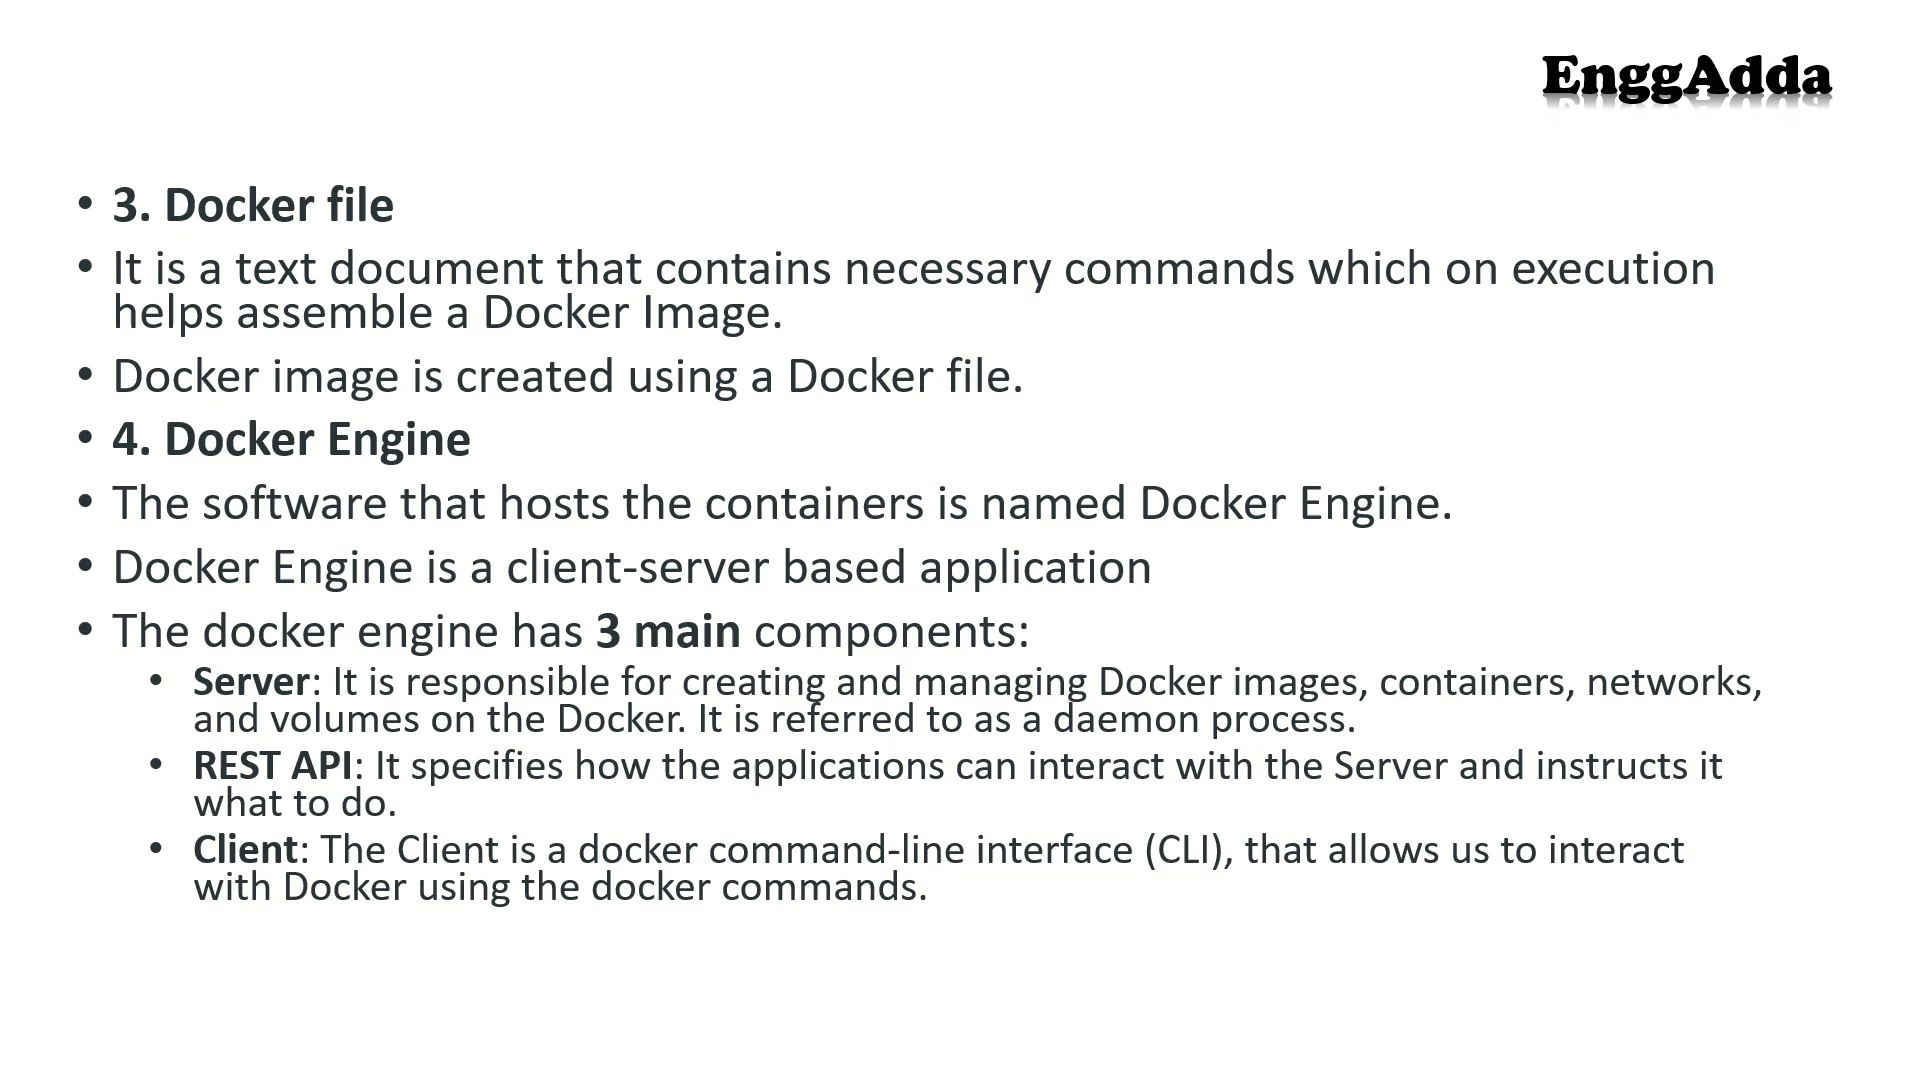 EnggAdda
• 3. Docker file
• It is a text document that contains necessary commands which on execution
helps assemble a Docker Image.
• Docker image is created using a Docker file.
• 4. Docker Engine
• The software that hosts the containers is named Docker Engine.
• Docker Engine is a client-server based application
• The docker engine has 3 main components:
• Server: It is responsible for creating and managing Docker images, containers, networks,
and volumes on the Docker. It is referred to as a daemon process.
• REST API: It specifies how the applications can interact with the Server and instructs it
what to do.
• Client: The Client is a docker command-line interface (CLI), that allows us to interact
with Docker using the docker commands.